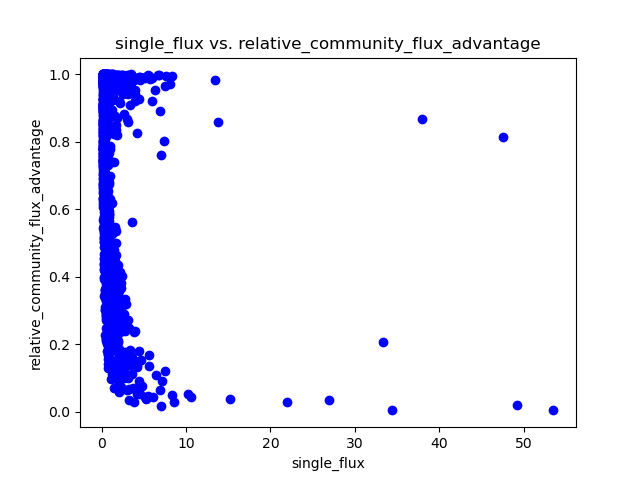 single_flux vs. relative_community_flux_advantage
relative_community_flux_advantage
1.0
0.8
0.6
0.4
0.2
0.0
0 10 20 30 40 50
single_flux